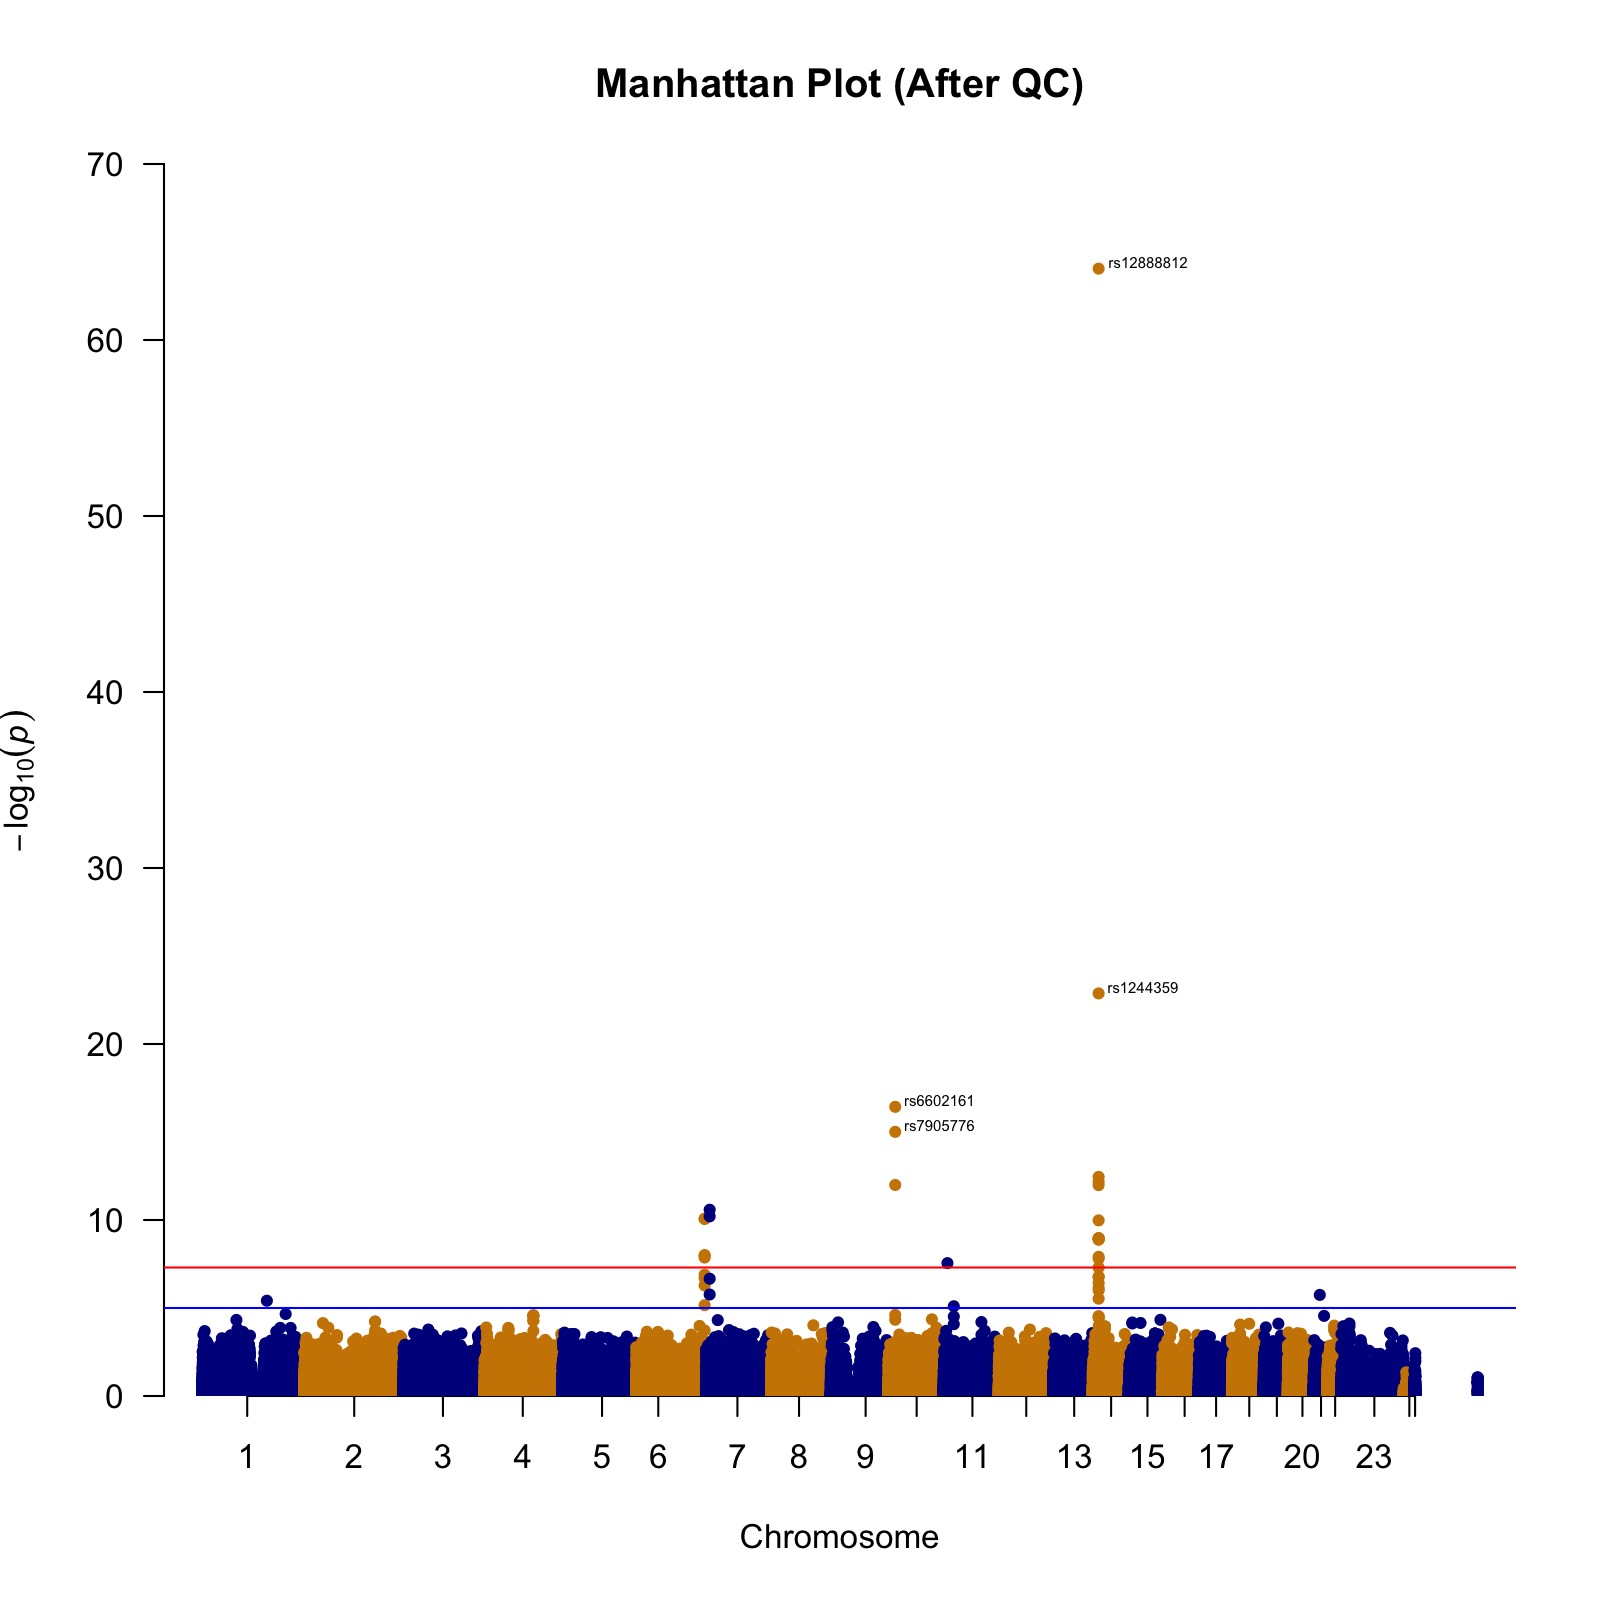 Manhattan Plot (After QC)
70
60
50
40
30
20
10
0
−log10(p)
rs12888812
rs1244359
rs6602161
rs7905776
1 2 3 4 5 6 7 8 9 11 13 15 17 20 23
Chromosome